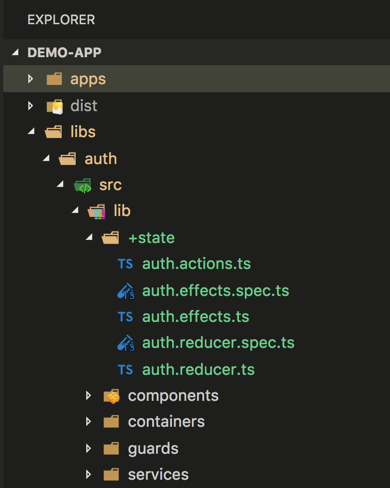 EXPLORER
DEMO-APP
apps
dist
libs
auth
src
lib
+state
TS auth.actions.ts
auth.effects.spec.ts
TS auth.effects.ts
auth.reducer.spec.ts
TS auth.reducer.ts
components
containers
guards
services